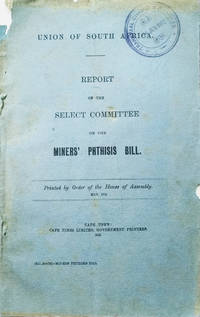 UNION OF SOUTH AFRICA.
REPORT
OF THE
SELECT COMMITTEE
ON THE
MINERS' PHTHISIS BILL.
Printed by Order of the House of Assembly.
CAPE TOWN:
CAPE TIMES LIMITED, GOVERNMENT PRINTERS.